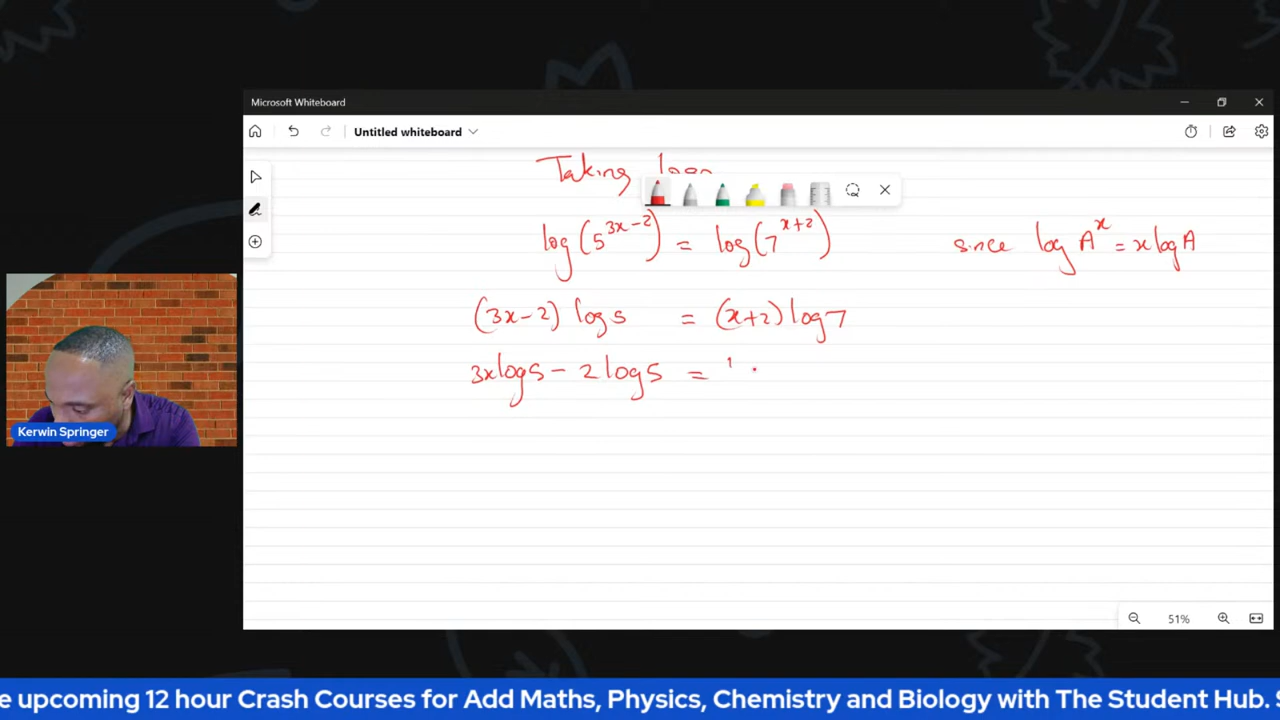 Microsoft Whiteboard
Untitled whiteboard
Taking
log(5^(3x-2)) = log(7^(x+2)) since log A^x = x log A
(3x-2) log 5 = (x+2) log 7
3x log 5 - 2 log 5 =
Kerwin Springer
51%
e upcoming 12 hour Crash Courses for Add Maths, Physics, Chemistry and Biology with The Student Hub. S